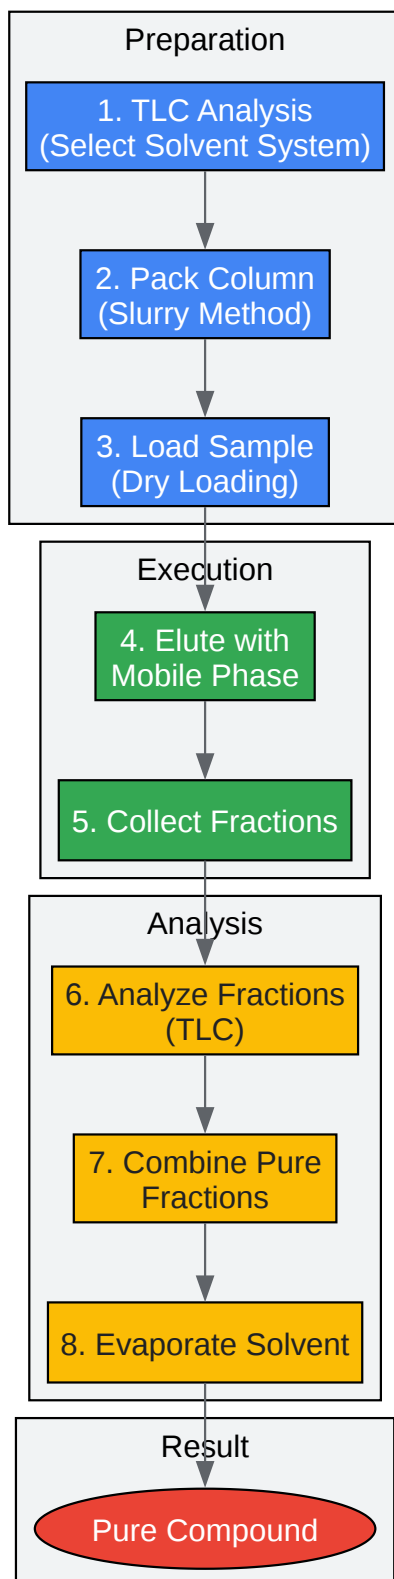 Preparation
1. TLC Analysis
(Select Solvent System)
2. Pack Column
(Slurry Method)
3. Load Sample
(Dry Loading)
Execution
4. Elute with
Mobile Phase
5. Collect Fractions
Analysis
6. Analyze Fractions
(TLC)
7. Combine Pure
Fractions
8. Evaporate Solvent
Result
Pure Compound